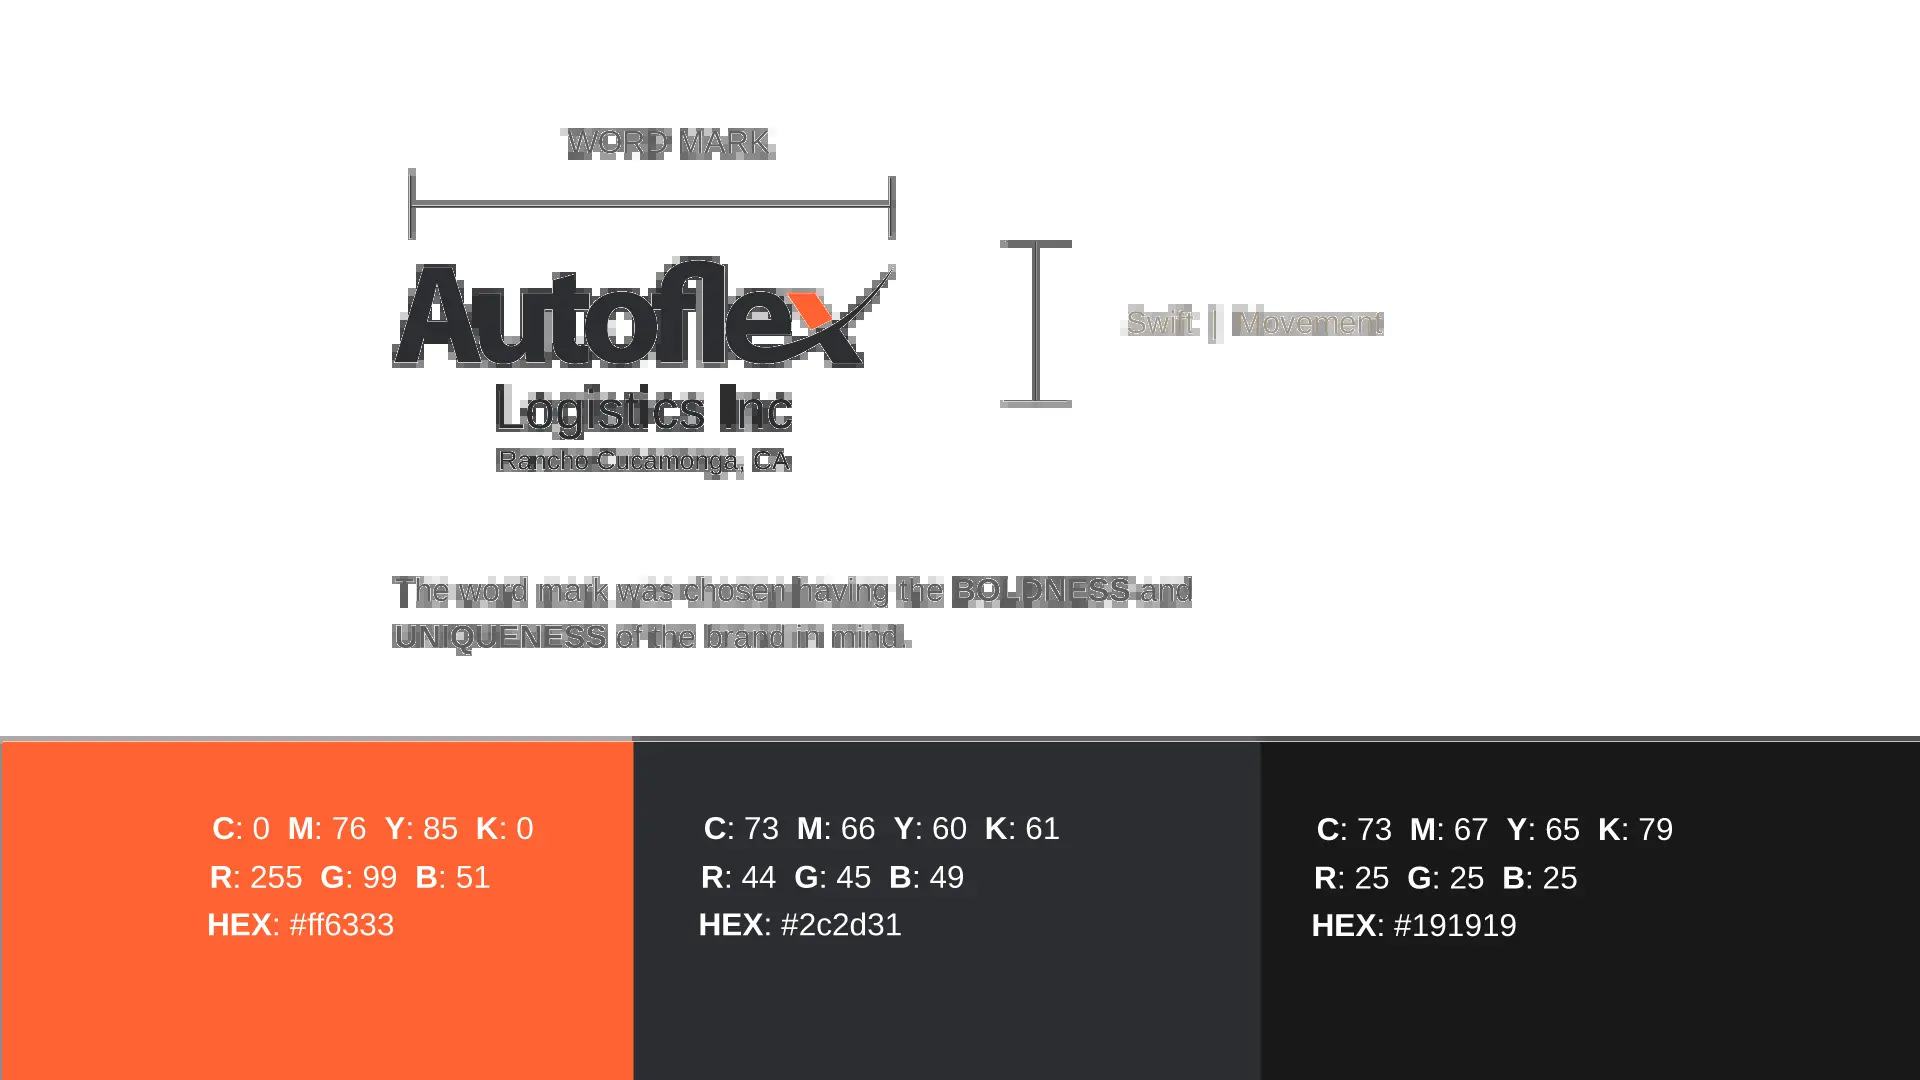 WORD MARK
Autoflex
Logistics Inc
Rancho Cucamonga, CA
Swift | Movement
The word mark was chosen having the BOLDNESS and
UNIQUENESS of the brand in mind.
C: 0 M: 76 Y: 85 K: 0
R: 255 G: 99 B: 51
HEX: #ff6333
C: 73 M: 66 Y: 60 K: 61
R: 44 G: 45 B: 49
HEX: #2c2d31
C: 73 M: 67 Y: 65 K: 79
R: 25 G: 25 B: 25
HEX: #191919